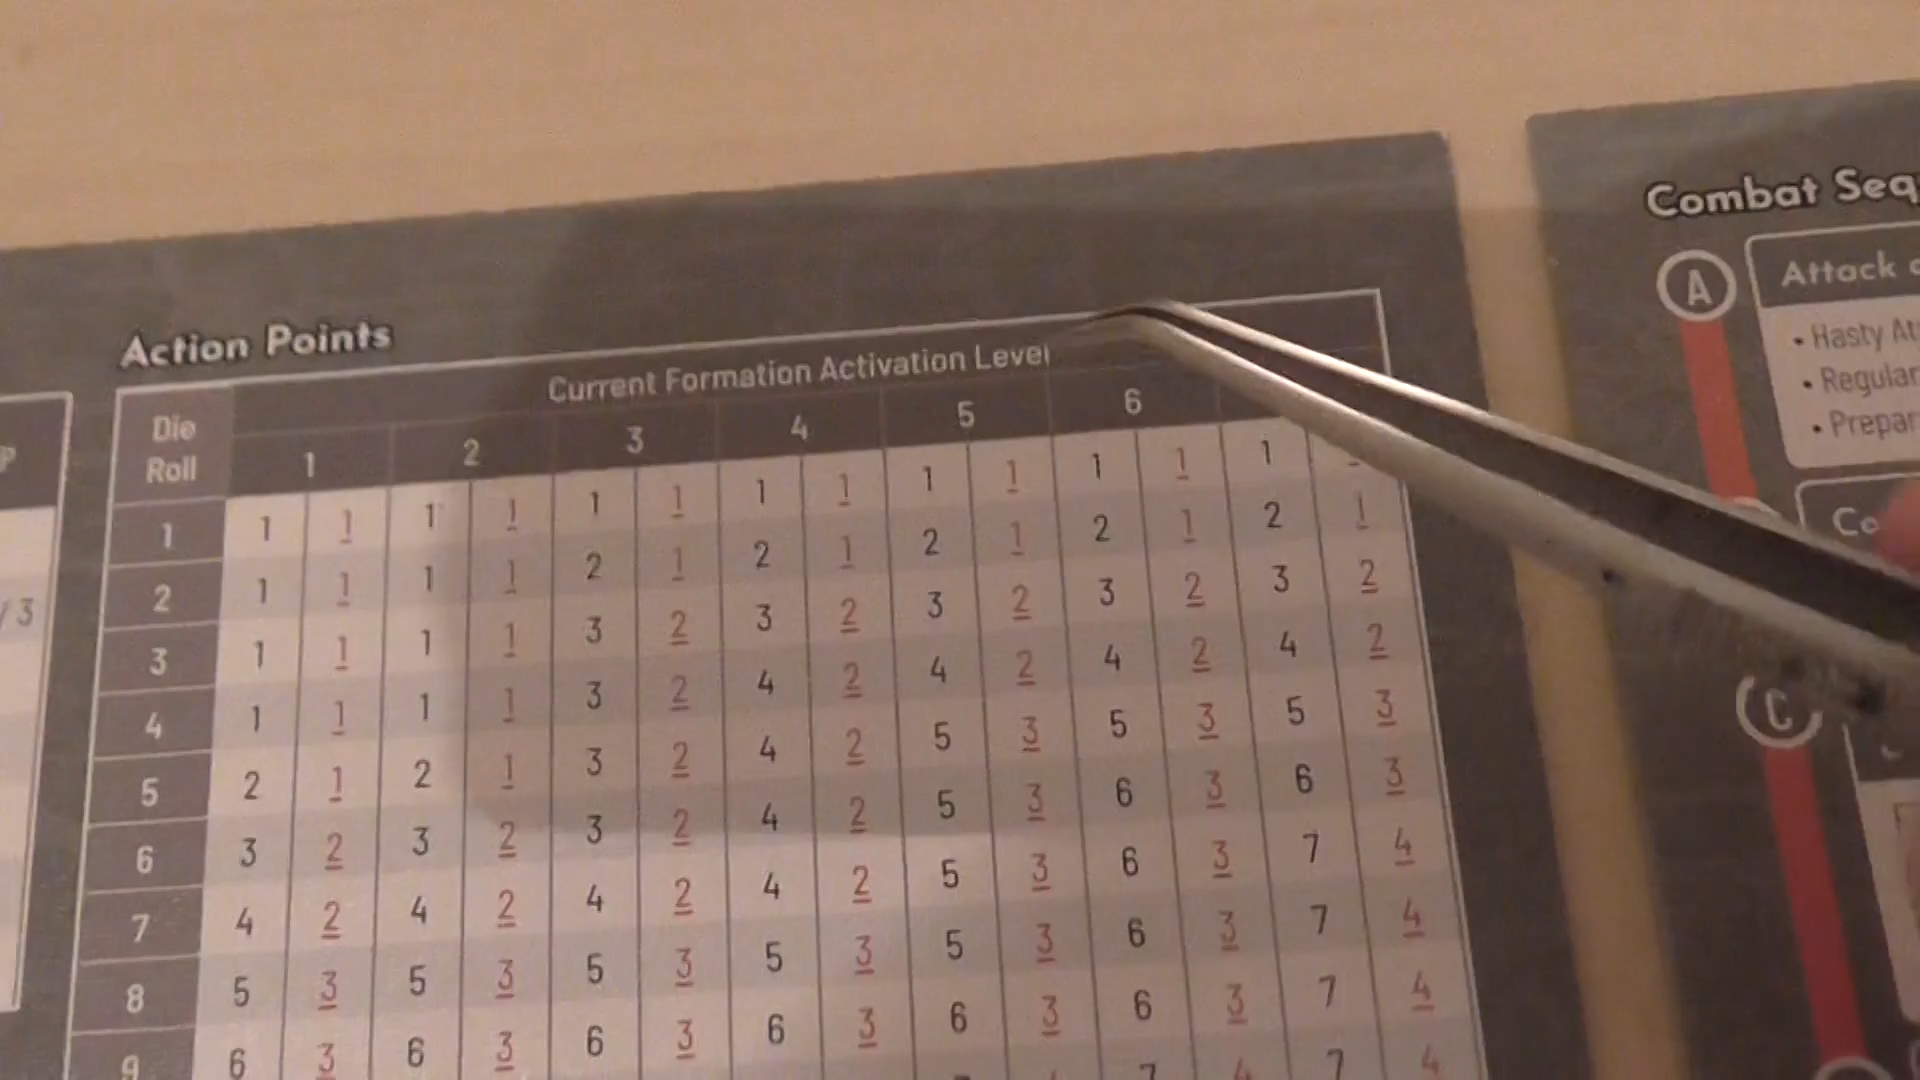 Action Points
Current Formation Activation Level
Die
Roll
1 2 3 4 5 6
1 1 1 1 1 1 1 1 1 1 1 1 1 1
2 1 1 1 1 2 1 2 1 2 1 2 1 2 1
3 1 1 1 1 3 2 3 2 3 2 3 2 3 2
4 1 1 1 1 3 2 4 2 4 2 4 2 4 2
5 2 1 2 1 3 2 4 2 5 3 5 3 5 3
6 3 2 3 2 3 2 4 2 5 3 6 3 6 3
7 4 2 4 2 4 2 4 2 5 3 6 3 7 4
8 5 3 5 3 5 3 5 3 5 3 6 3 7 4
9 6 3 6 3 6 3 6 3 6 3 6 3 7 4
7 4 7 4
/3
Combat Seq
A
Attack
• Hasty At
• Regular
• Prepar
Co
C